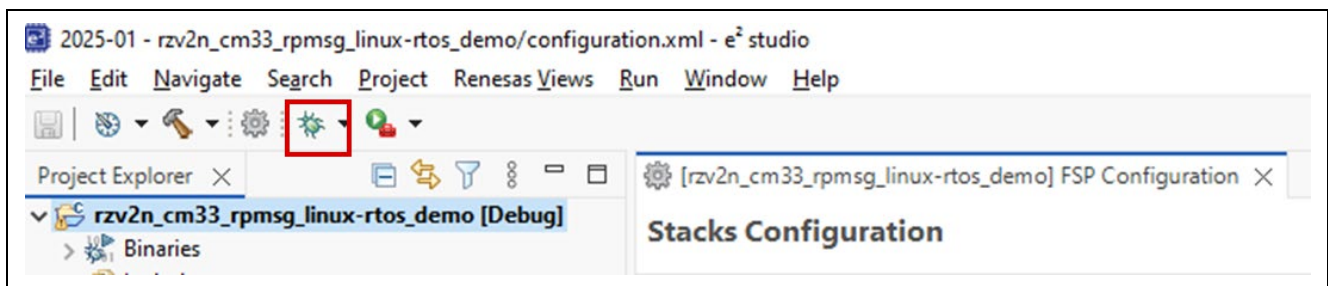 2025-01 - rzv2n_cm33_rpmsg_linux-rtos_demo/configuration.xml - e² studio
File Edit Navigate Search Project Renesas Views Run Window Help
Project Explorer
[rzv2n_cm33_rpmsg_linux-rtos_demo] FSP Configuration
rzv2n_cm33_rpmsg_linux-rtos_demo [Debug]
Stacks Configuration
Binaries